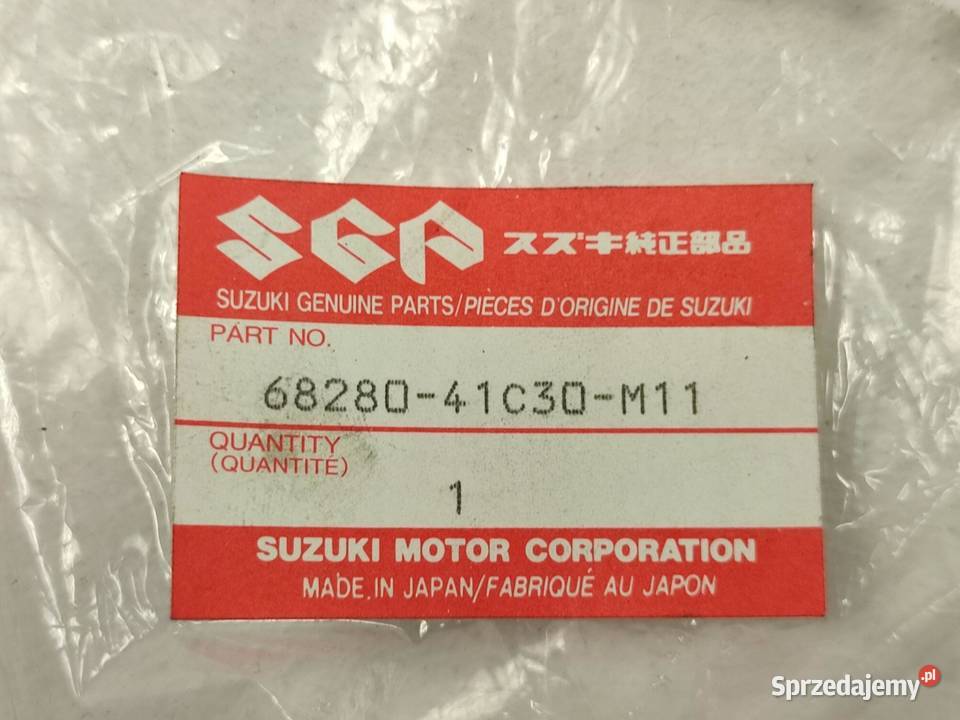 SGP スズキ純正部品
SUZUKI GENUINE PARTS/PIECES D'ORIGINE DE SUZUKI
PART NO.
68280-41C30-M11
QUANTITY
(QUANTITÉ)
1
SUZUKI MOTOR CORPORATION
MADE IN JAPAN/FABRIQUÉ AU JAPON
Sprzedajemy.pl